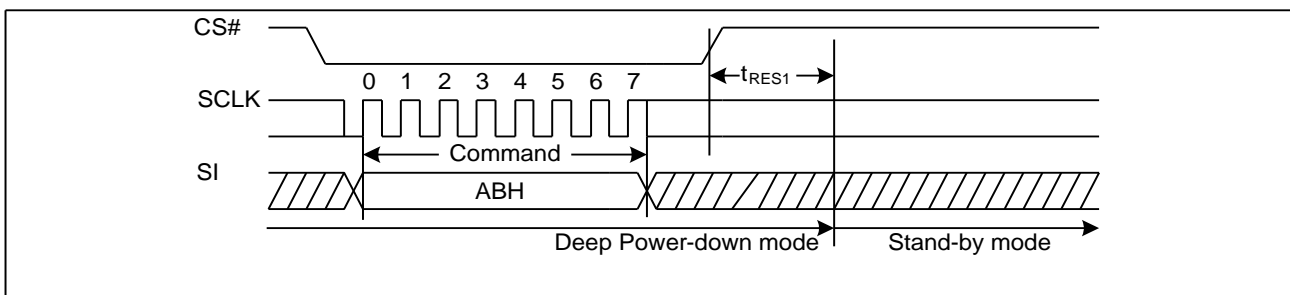 CS#
tRES1
0 1 2 3 4 5 6 7
SCLK
Command
SI
ABH
Deep Power-down mode Stand-by mode